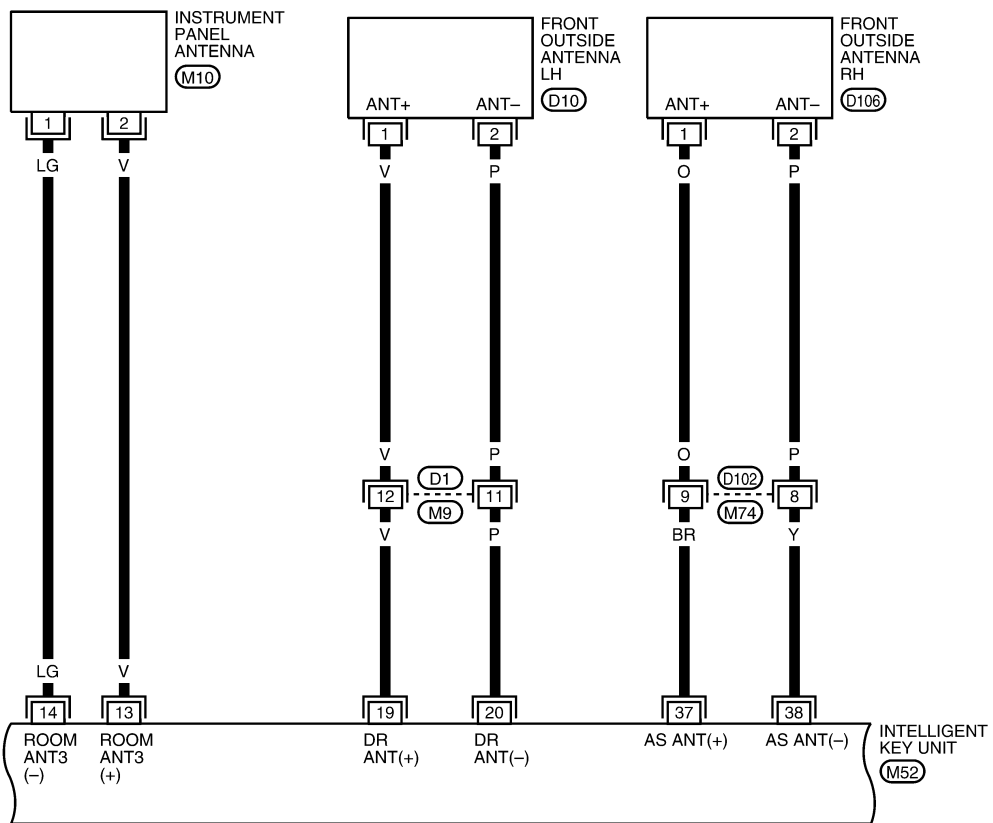 INSTRUMENT
PANEL
ANTENNA
M10
FRONT
OUTSIDE
ANTENNA
LH
D10
FRONT
OUTSIDE
ANTENNA
RH
D106
ANT+ ANT–
ANT+ ANT–
1 2
1 2
1 2
LG V
V P
O P
V P
O P
D1
D102
12 11
9 8
M9
M74
V P
BR Y
LG V
14 13
19 20
37 38
ROOM
ANT3
(–)
ROOM
ANT3
(+)
DR
ANT(+)
DR
ANT(–)
AS ANT(+)
AS ANT(–)
INTELLIGENT
KEY UNIT
M52